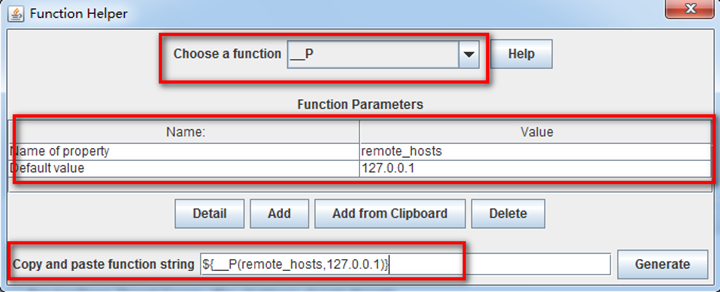 Function Helper
Choose a function __P Help
Function Parameters
Name: Value
Name of property remote_hosts
Default value 127.0.0.1
Detail Add Add from Clipboard Delete
Copy and paste function string ${__P(remote_hosts,127.0.0.1)} Generate